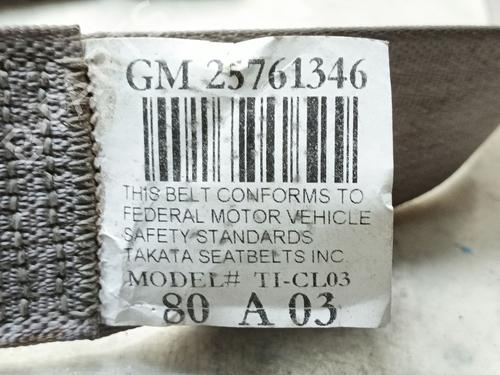 GM 25761346
THIS BELT CONFORMS TO
FEDERAL MOTOR VEHICLE
SAFETY STANDARDS
TAKATA SEATBELTS INC.
MODEL# TI-CL03
80 A 03